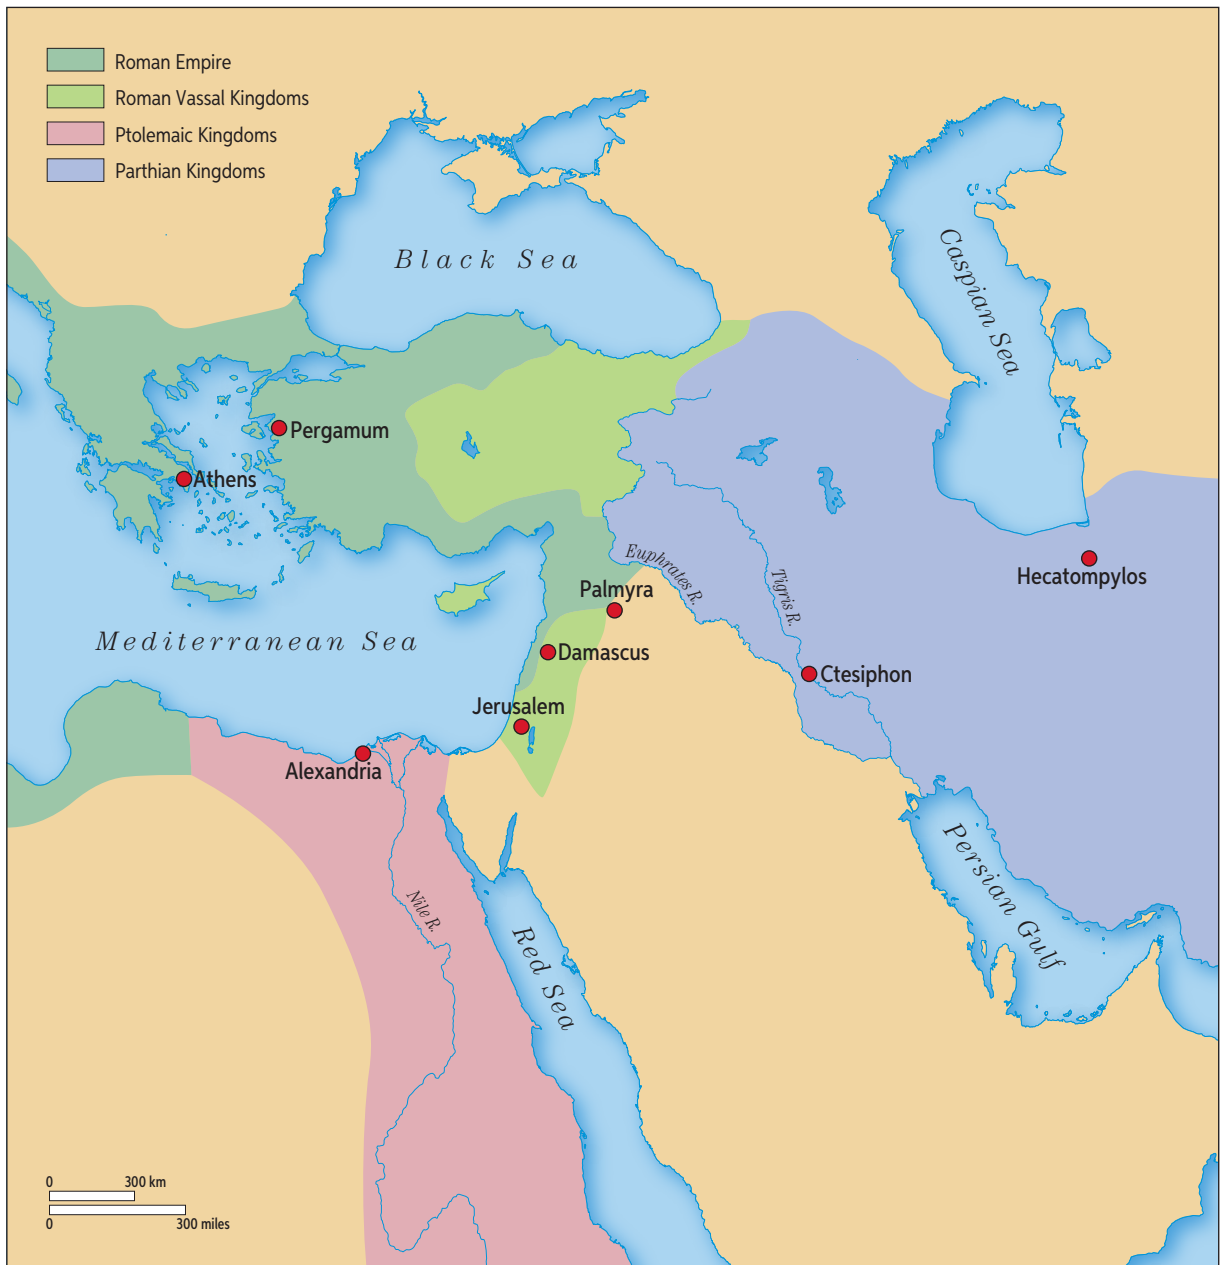 Roman Empire
Roman Vassal Kingdoms
Ptolemaic Kingdoms
Parthian Kingdoms
Black Sea
Caspian Sea
Pergamum
Athens
Euphrates R.
Tigris R.
Hecatompylos
Palmyra
Mediterranean Sea
Damascus
Ctesiphon
Jerusalem
Alexandria
Persian Gulf
Nile R.
Red Sea
0 300 km
0 300 miles